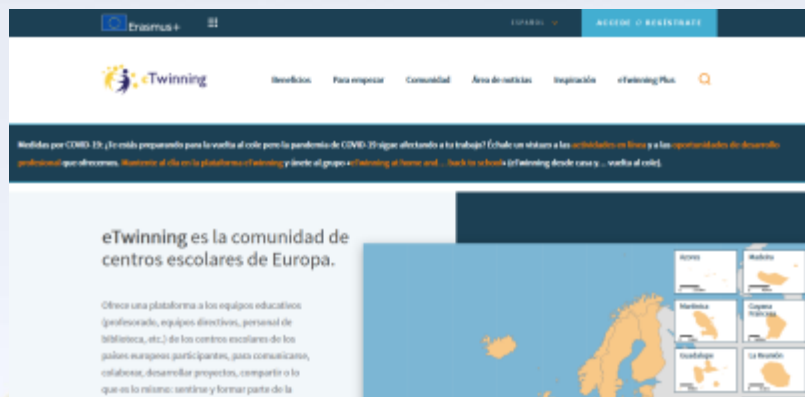 Erasmus+
ESPAÑOL
ACCEDE O REGÍSTRATE
eTwinning
Beneficios
Para empezar
Comunidad
Área de noticias
Inspiración
eTwinning Plus
Medidas por COVID-19: ¿Te estás preparando para la vuelta al cole pero la pandemia de COVID-19 sigue afectando a tu trabajo? Échale un vistazo a las actividades en línea y a las oportunidades de desarrollo
profesional que ofrecemos. Mantente al día en la plataforma eTwinning y únete al grupo «eTwinning at home and ... back to school» (eTwinning desde casa y ... vuelta al cole).
eTwinning es la comunidad de
centros escolares de Europa.
Ofrece una plataforma a los equipos educativos
(profesorado, equipos directivos, personal de
biblioteca, etc.) de los centros escolares de los
países europeos participantes, para comunicarse,
colaborar, desarrollar proyectos, compartir o lo
que es lo mismo: sentirse y formar parte de la
Azores
Madeira
Martinica
Guyana
Francesa
Guadalupe
La Reunión